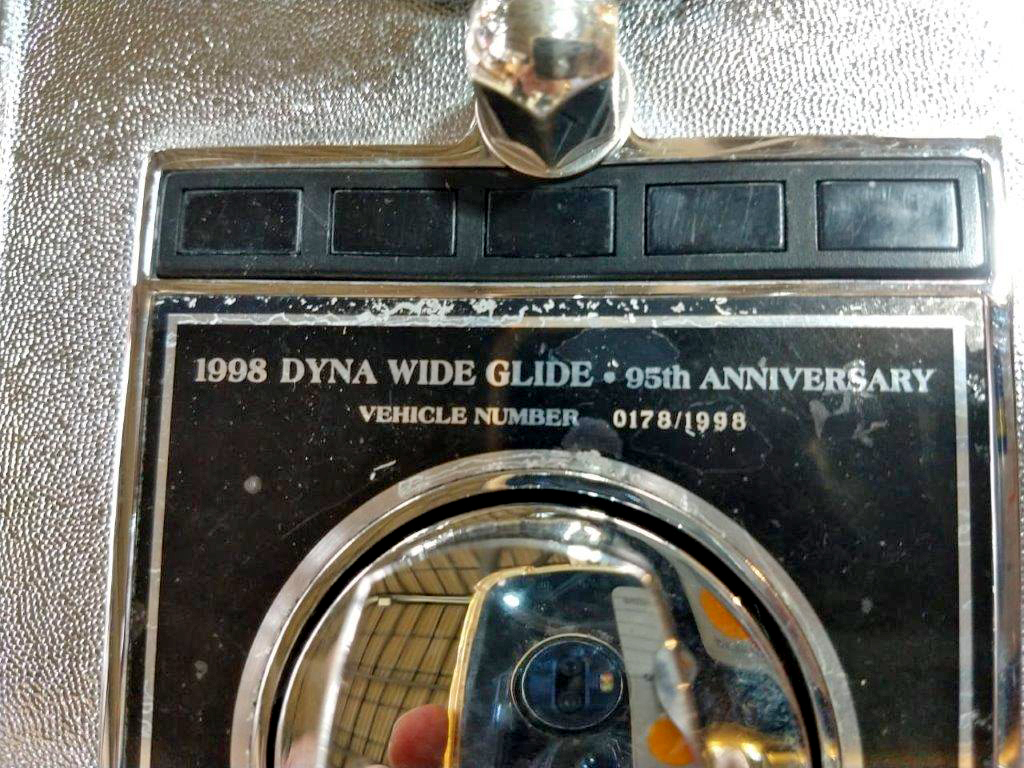 1998 DYNA WIDE GLIDE • 95th ANNIVERSARY
VEHICLE NUMBER 0178/1998